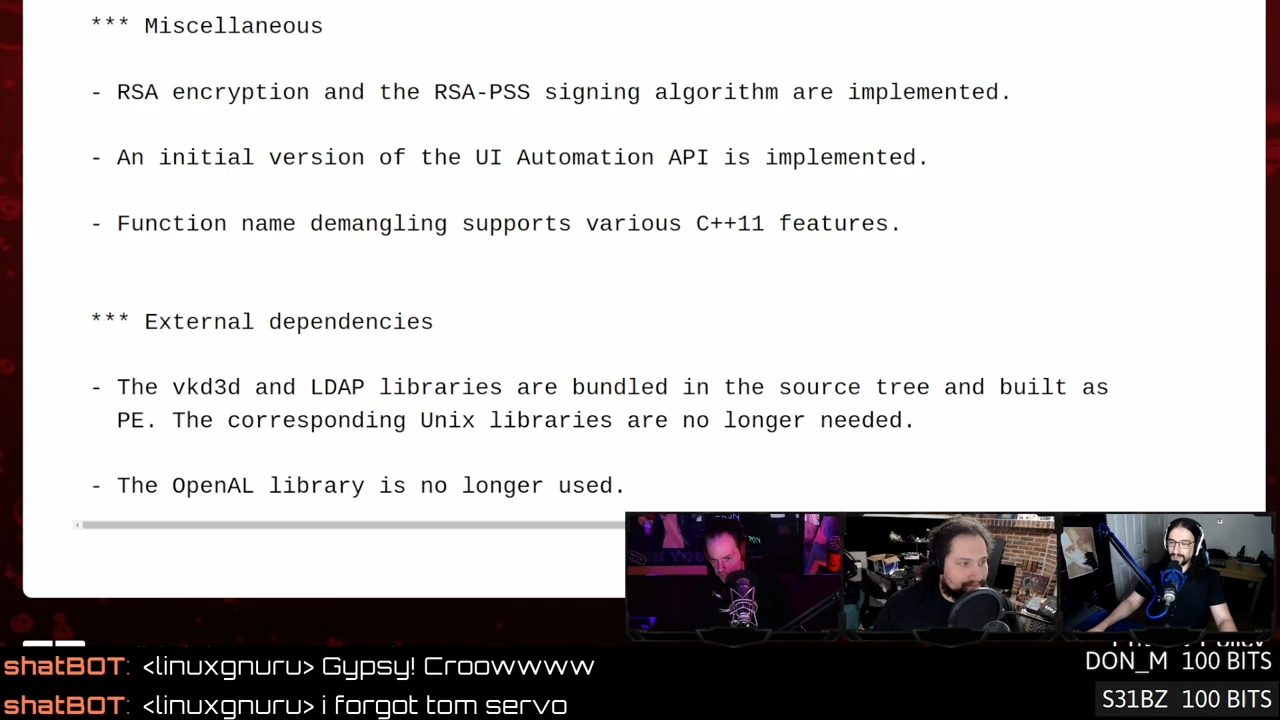 *** Miscellaneous
- RSA encryption and the RSA-PSS signing algorithm are implemented.
- An initial version of the UI Automation API is implemented.
- Function name demangling supports various C++11 features.
*** External dependencies
- The vkd3d and LDAP libraries are bundled in the source tree and built as
PE. The corresponding Unix libraries are no longer needed.
- The OpenAL library is no longer used.
shatBOT: <linuxgnuru> Gypsy! Croowwww
shatBOT: <linuxgnuru> i forgot tom servo
DON_M 100 BITS
S31BZ 100 BITS